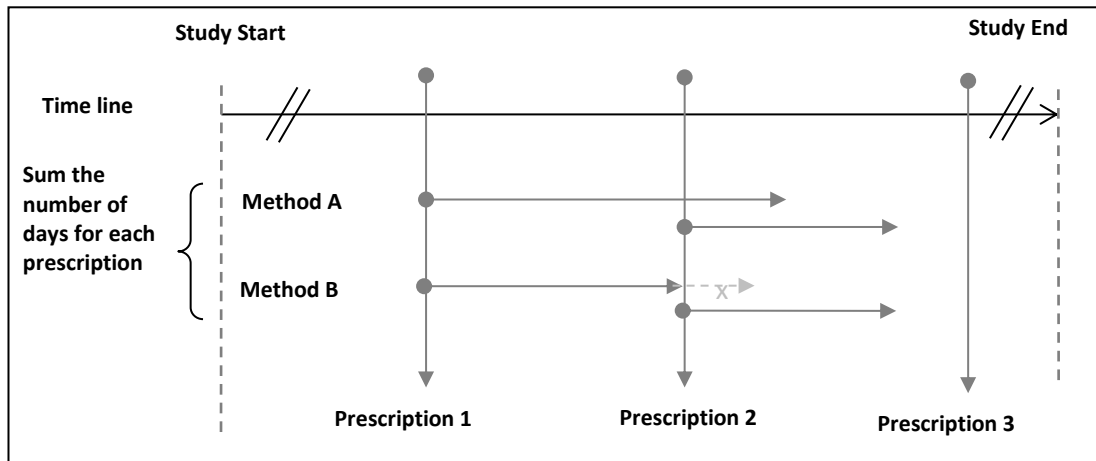 Study Start
Study End
Time line
Sum the
number of
days for each
prescription
Method A
Method B
x
Prescription 1
Prescription 2
Prescription 3